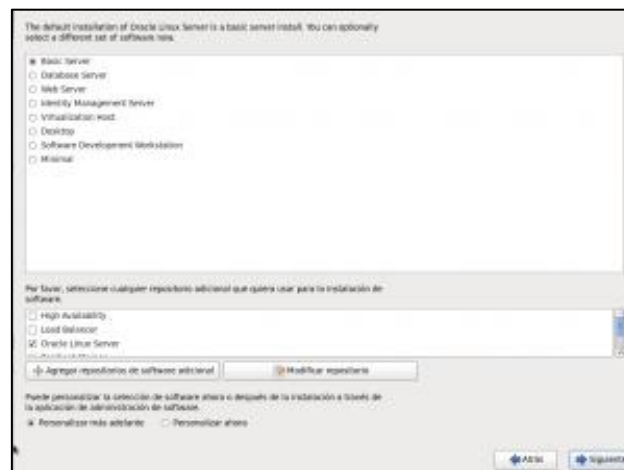 The default installation of Oracle Linux Server is a basic server install. You can optionally
select a different set of software now.
Basic Server
Database Server
Web Server
Identity Management Server
Virtualization Host
Desktop
Software Development Workstation
Minimal
Por favor, seleccione cualquier repositorio adicional que quiera usar para la instalación de
software.
High Availability
Load Balancer
Oracle Linux Server
Agregar repositorios de software adicional
Modificar repositorio
Puede personalizar la selección de software ahora o después de la instalación a través de
la aplicación de administración de software.
Personalizar más adelante
Personalizar ahora
Atrás
Siguiente